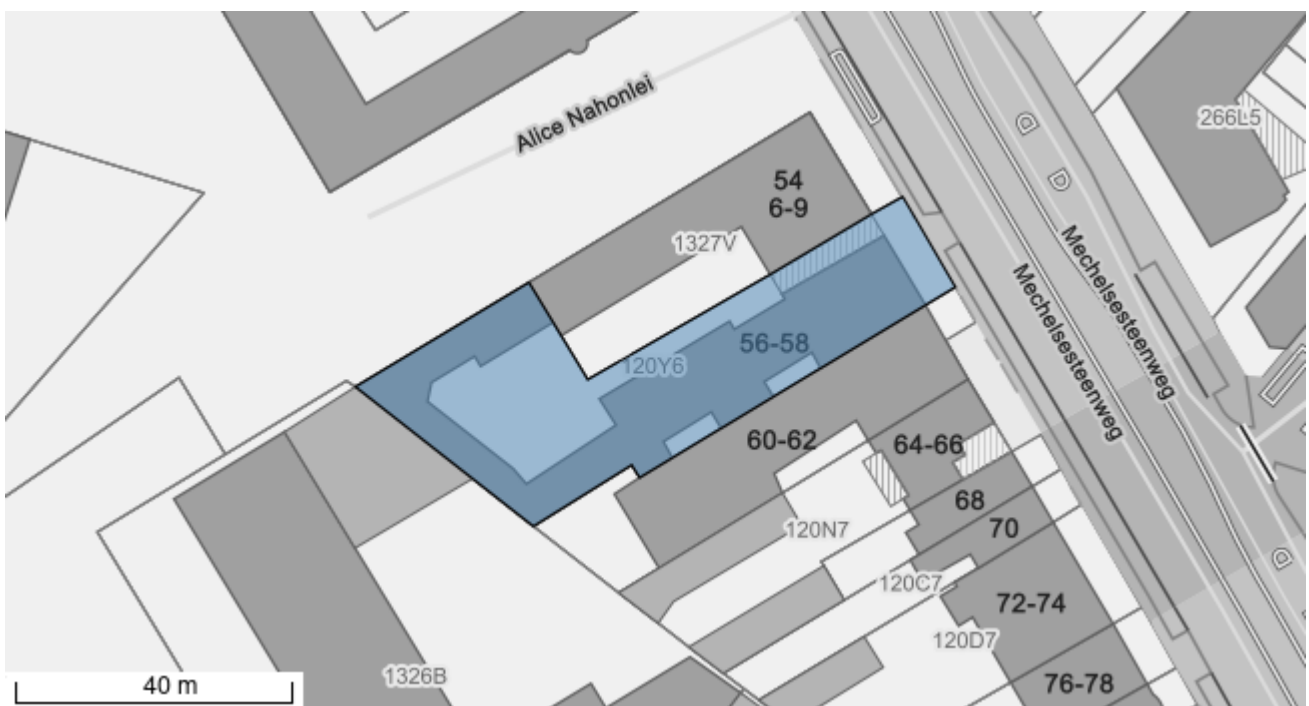 Alice Nahonlei
266L5
54
6-9
1327V
Mechelsesteenweg
Mechelsesteenweg
56-58
120Y6
60-62
64-66
68
70
120N7
120C7
72-74
120D7
76-78
1326B
40 m